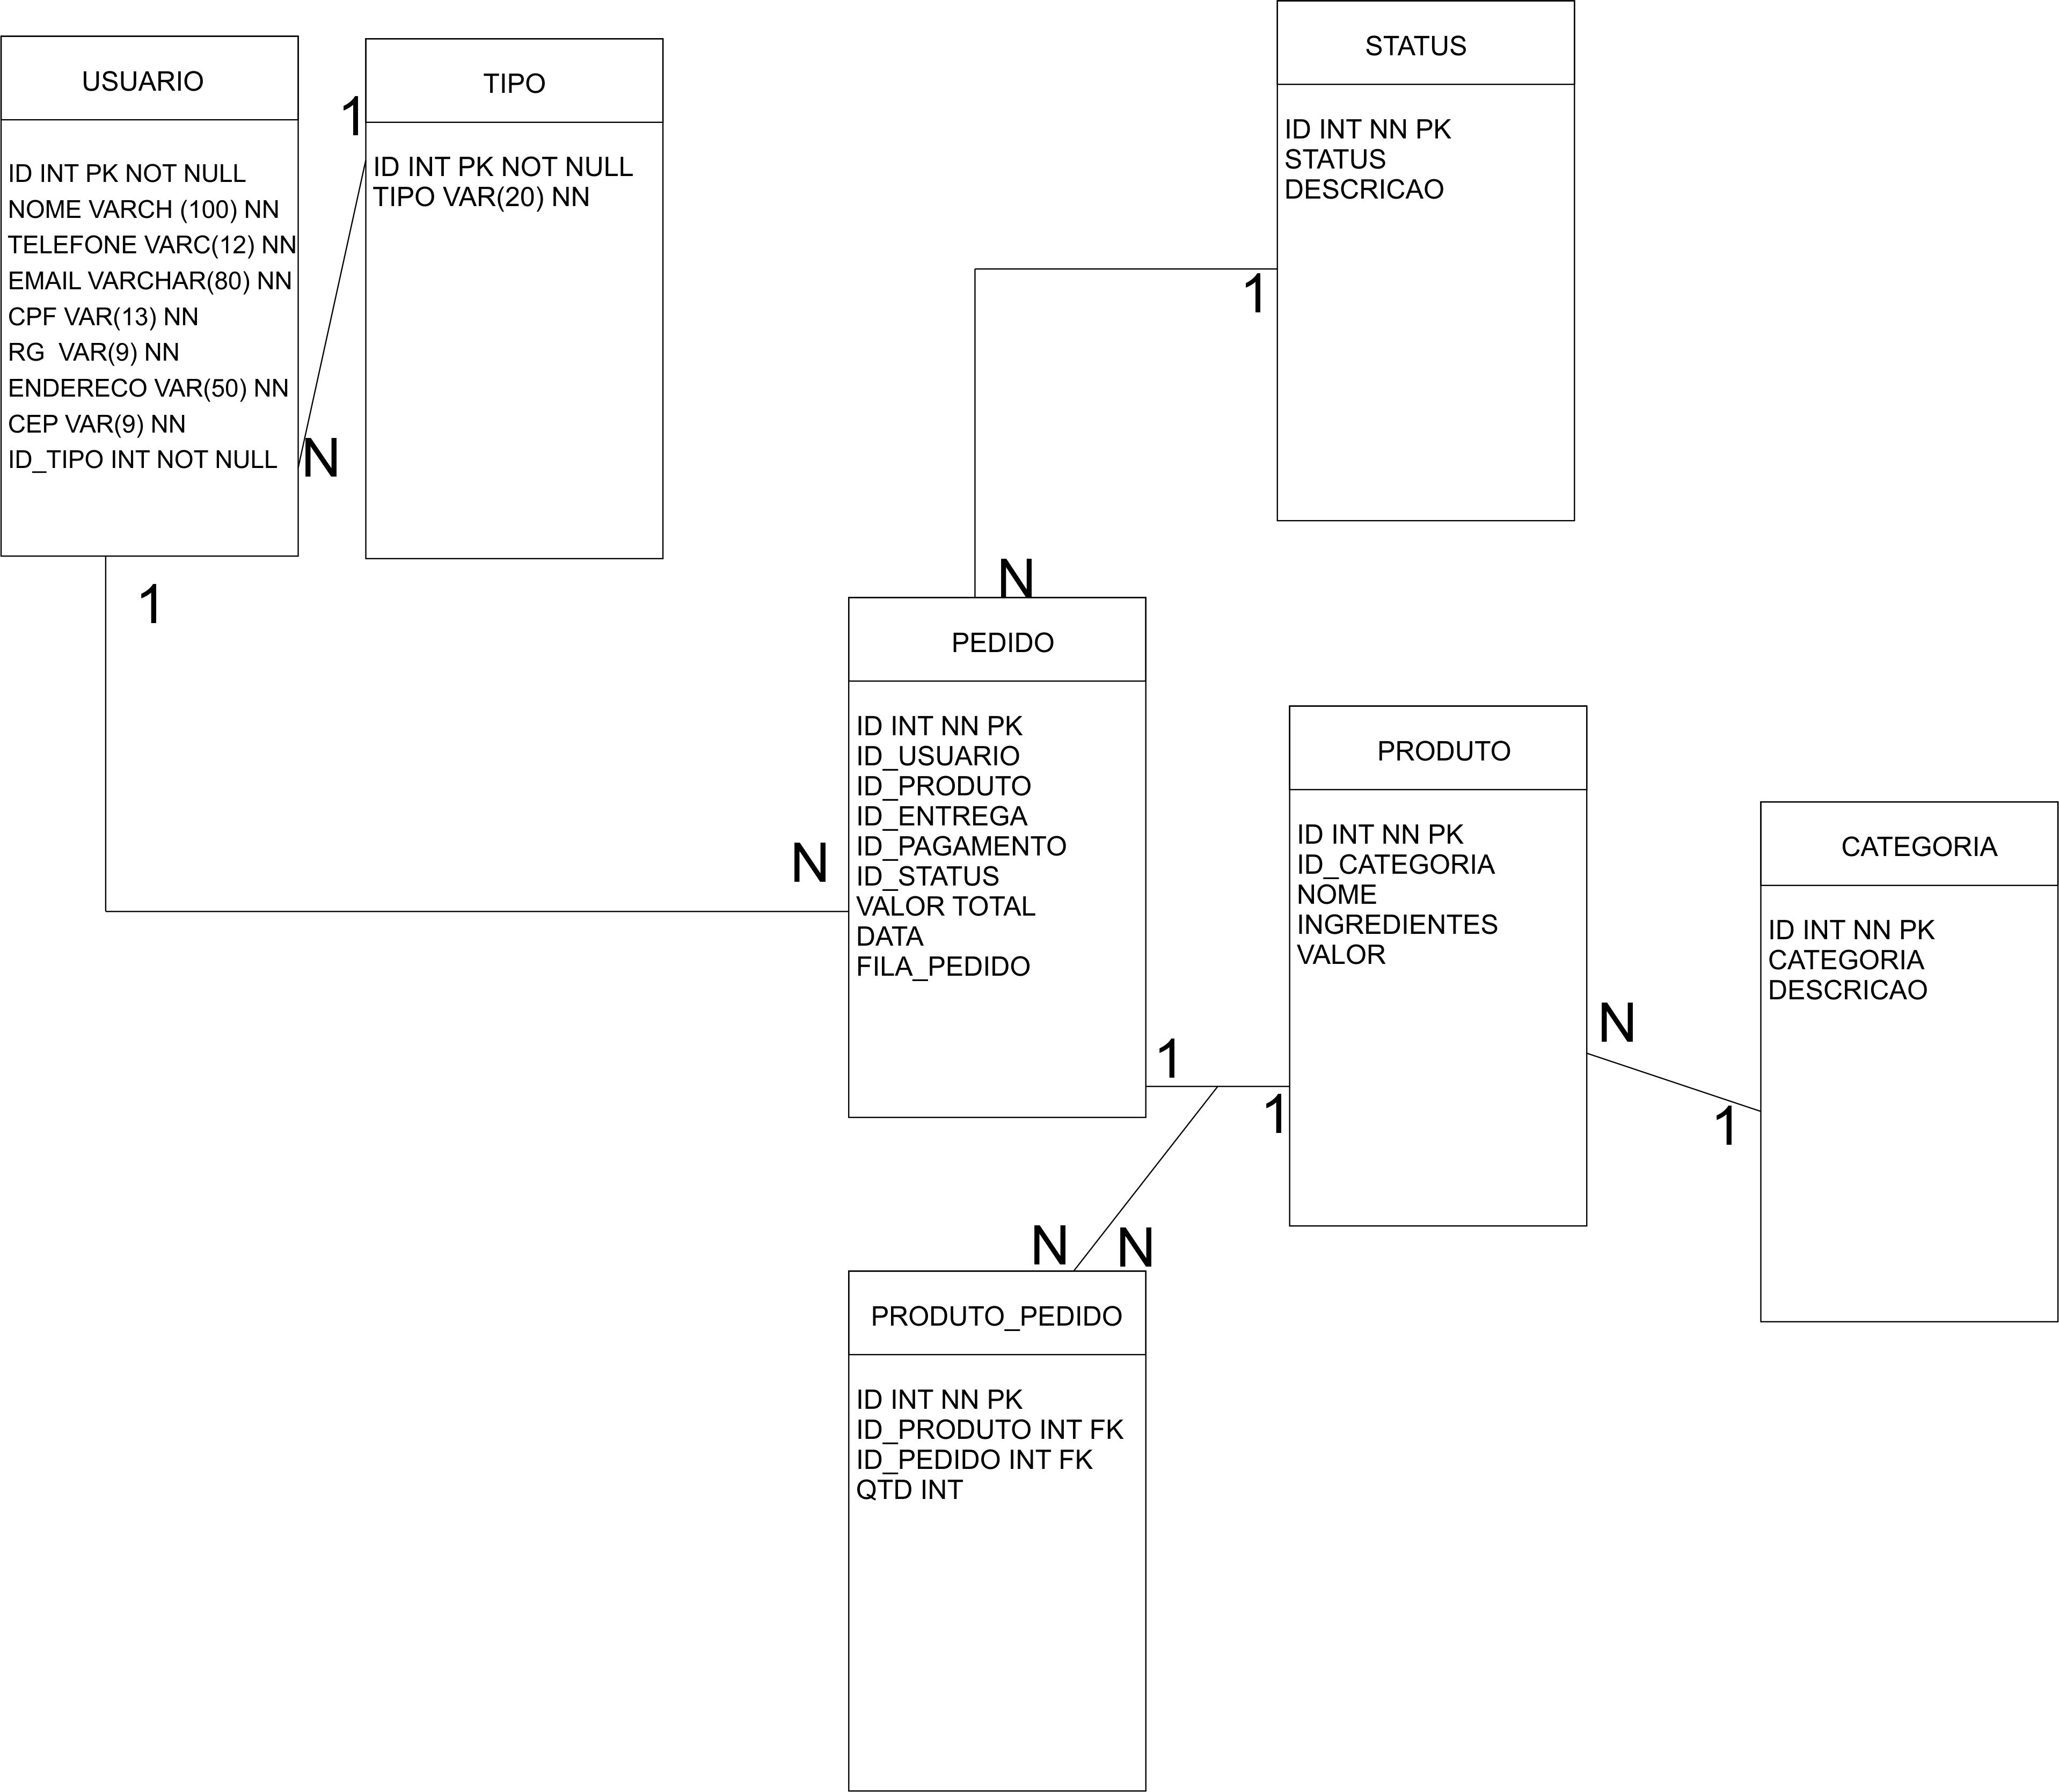 USUARIO
ID INT PK NOT NULL
NOME VARCH (100) NN
TELEFONE VARC(12) NN
EMAIL VARCHAR(80) NN
CPF VAR(13) NN
RG  VAR(9) NN
ENDERECO VAR(50) NN
CEP VAR(9) NN
ID_TIPO INT NOT NULL
1
N
TIPO
ID INT PK NOT NULL
TIPO VAR(20) NN
STATUS
ID INT NN PK
STATUS
DESCRICAO
1
N
1
N
PEDIDO
ID INT NN PK
ID_USUARIO
ID_PRODUTO
ID_ENTREGA
ID_PAGAMENTO
ID_STATUS
VALOR TOTAL
DATA
FILA_PEDIDO
1
1
PRODUTO
ID INT NN PK
ID_CATEGORIA
NOME
INGREDIENTES
VALOR
N
1
CATEGORIA
ID INT NN PK
CATEGORIA
DESCRICAO
N
N
PRODUTO_PEDIDO
ID INT NN PK
ID_PRODUTO INT FK
ID_PEDIDO INT FK
QTD INT